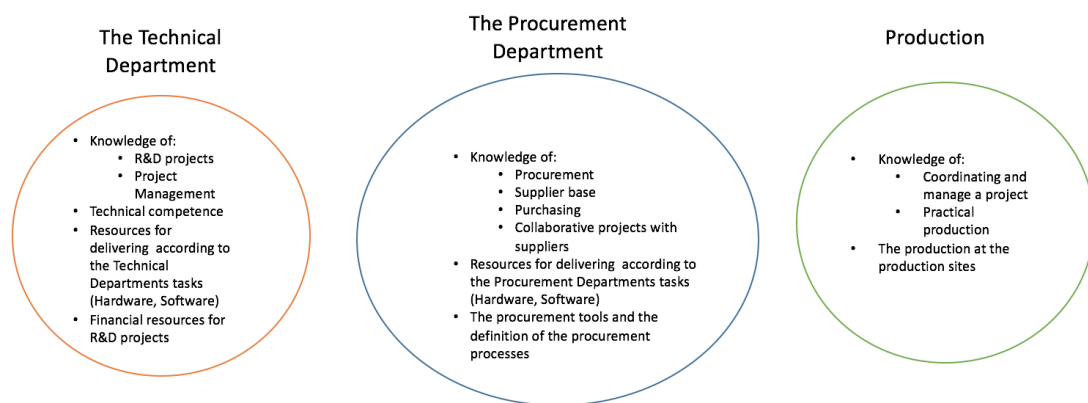 The Technical
Department
• Knowledge of:
• R&D projects
• Project
Management
• Technical competence
• Resources for
delivering according to
the Technical
Departments tasks
(Hardware, Software)
• Financial resources for
R&D projects
The Procurement
Department
• Knowledge of:
• Procurement
• Supplier base
• Purchasing
• Collaborative projects with
suppliers
• Resources for delivering according to
the Procurement Departments tasks
(Hardware, Software)
• The procurement tools and the
definition of the procurement
processes
Production
• Knowledge of:
• Coordinating and
manage a project
• Practical
production
• The production at the
production sites